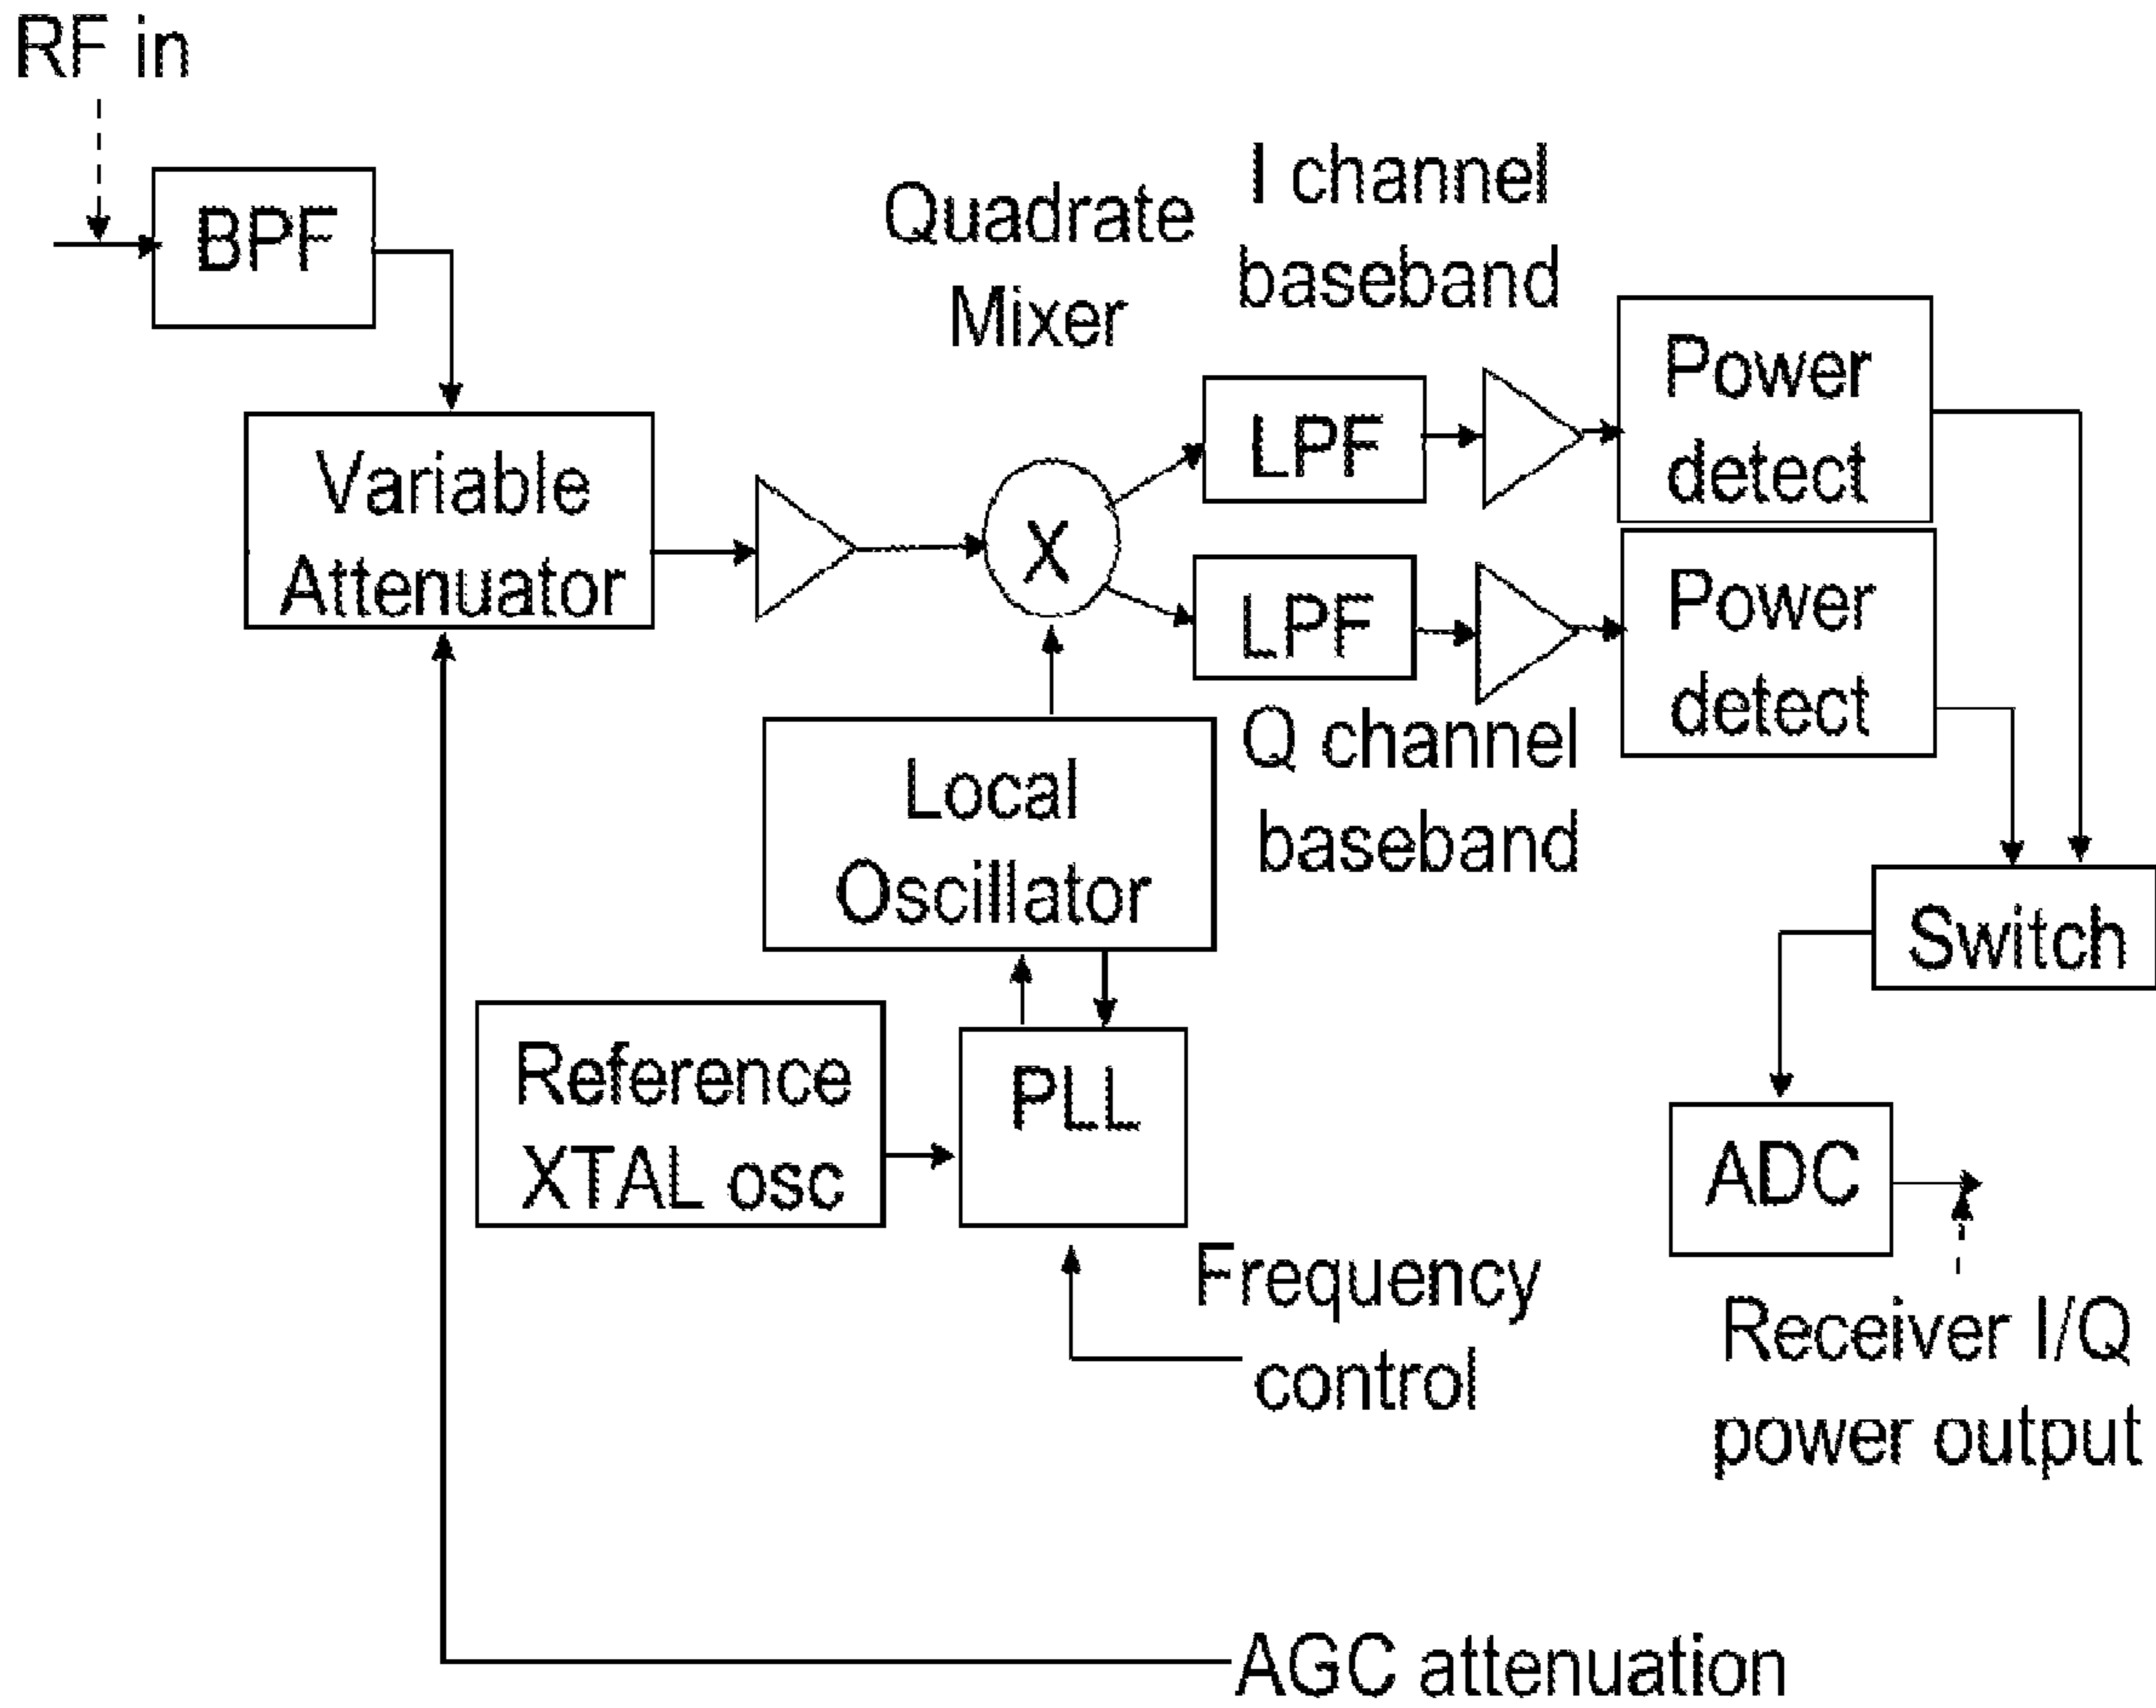 RF in
BPF
Quadrate
Mixer
I channel
baseband
Variable
Attenuator
X
LPF
Power
detect
LPF
Power
detect
Q channel
baseband
Local
Oscillator
Switch
Reference
XTAL osc
PLL
ADC
Frequency
control
Receiver I/Q
power output
AGC attenuation